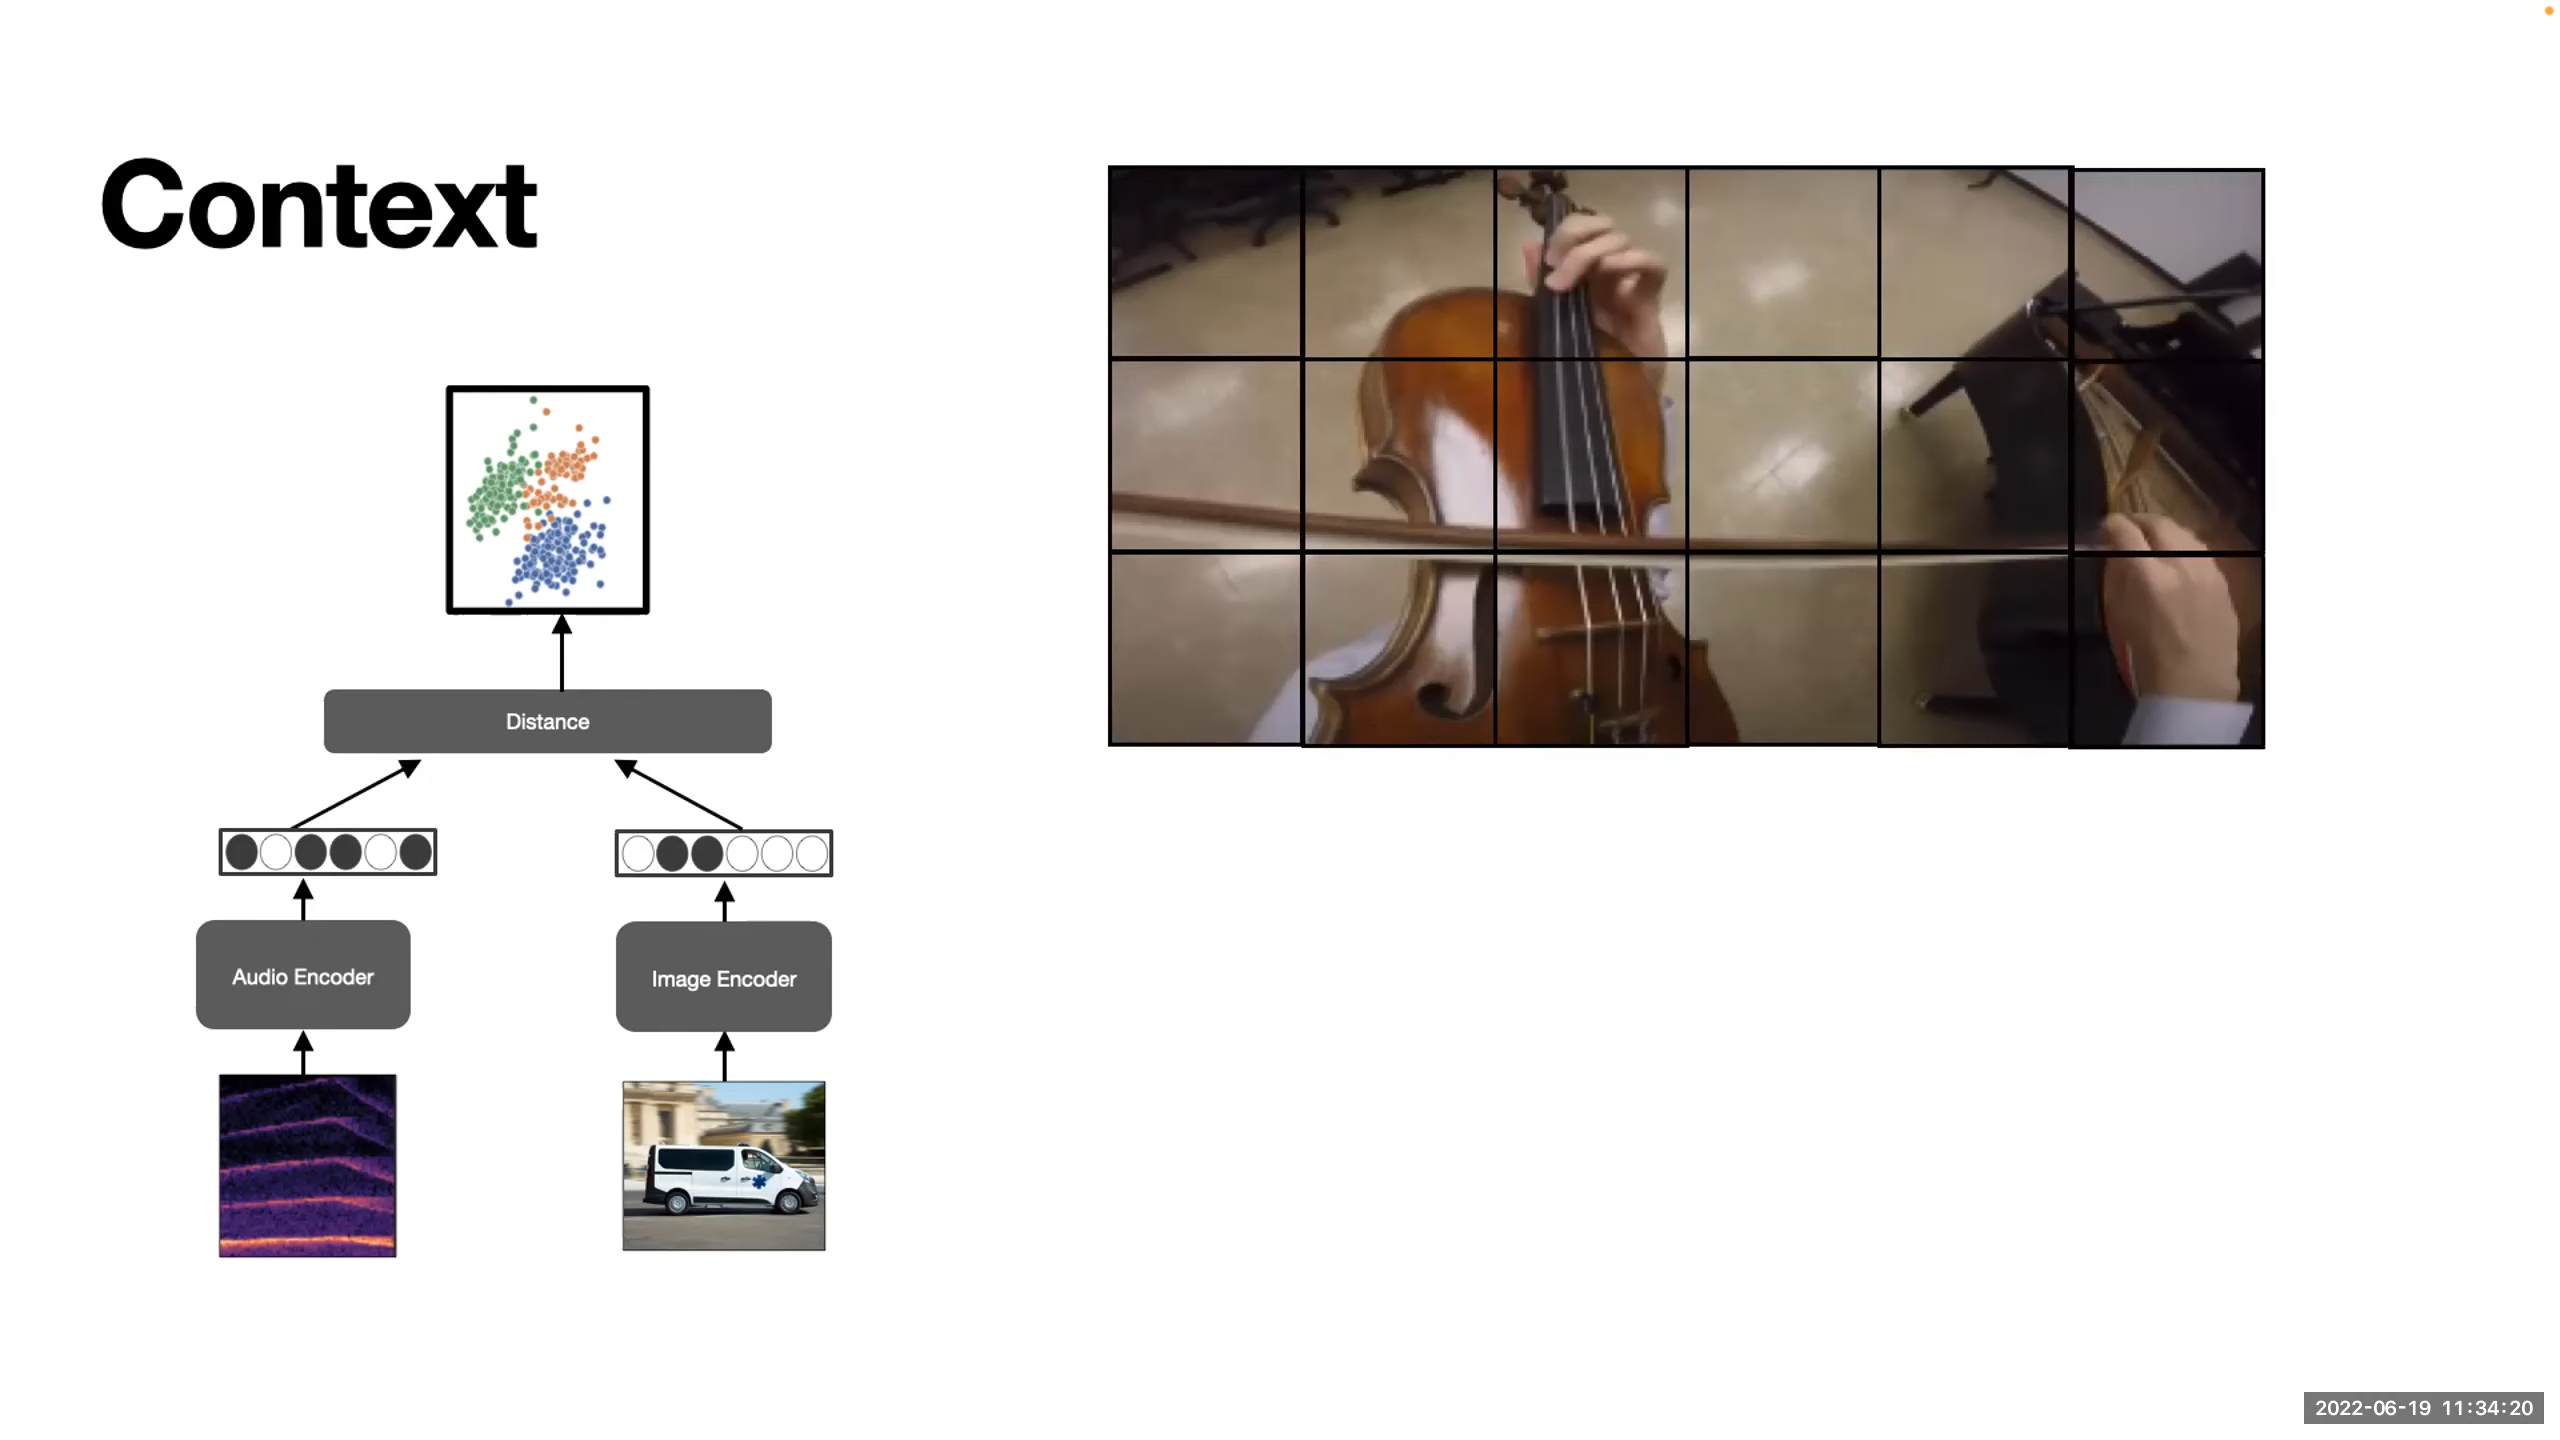 Context
Distance
Audio Encoder
Image Encoder
2022-06-19 11:34:20